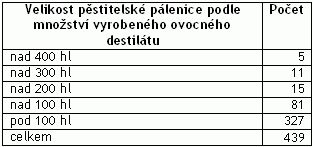 Velikost pěstitelské pálenice podle množství vyrobeného ovocného destilátu Počet
nad 400 hl 5
nad 300 hl 11
nad 200 hl 15
nad 100 hl 81
pod 100 hl 327
celkem 439